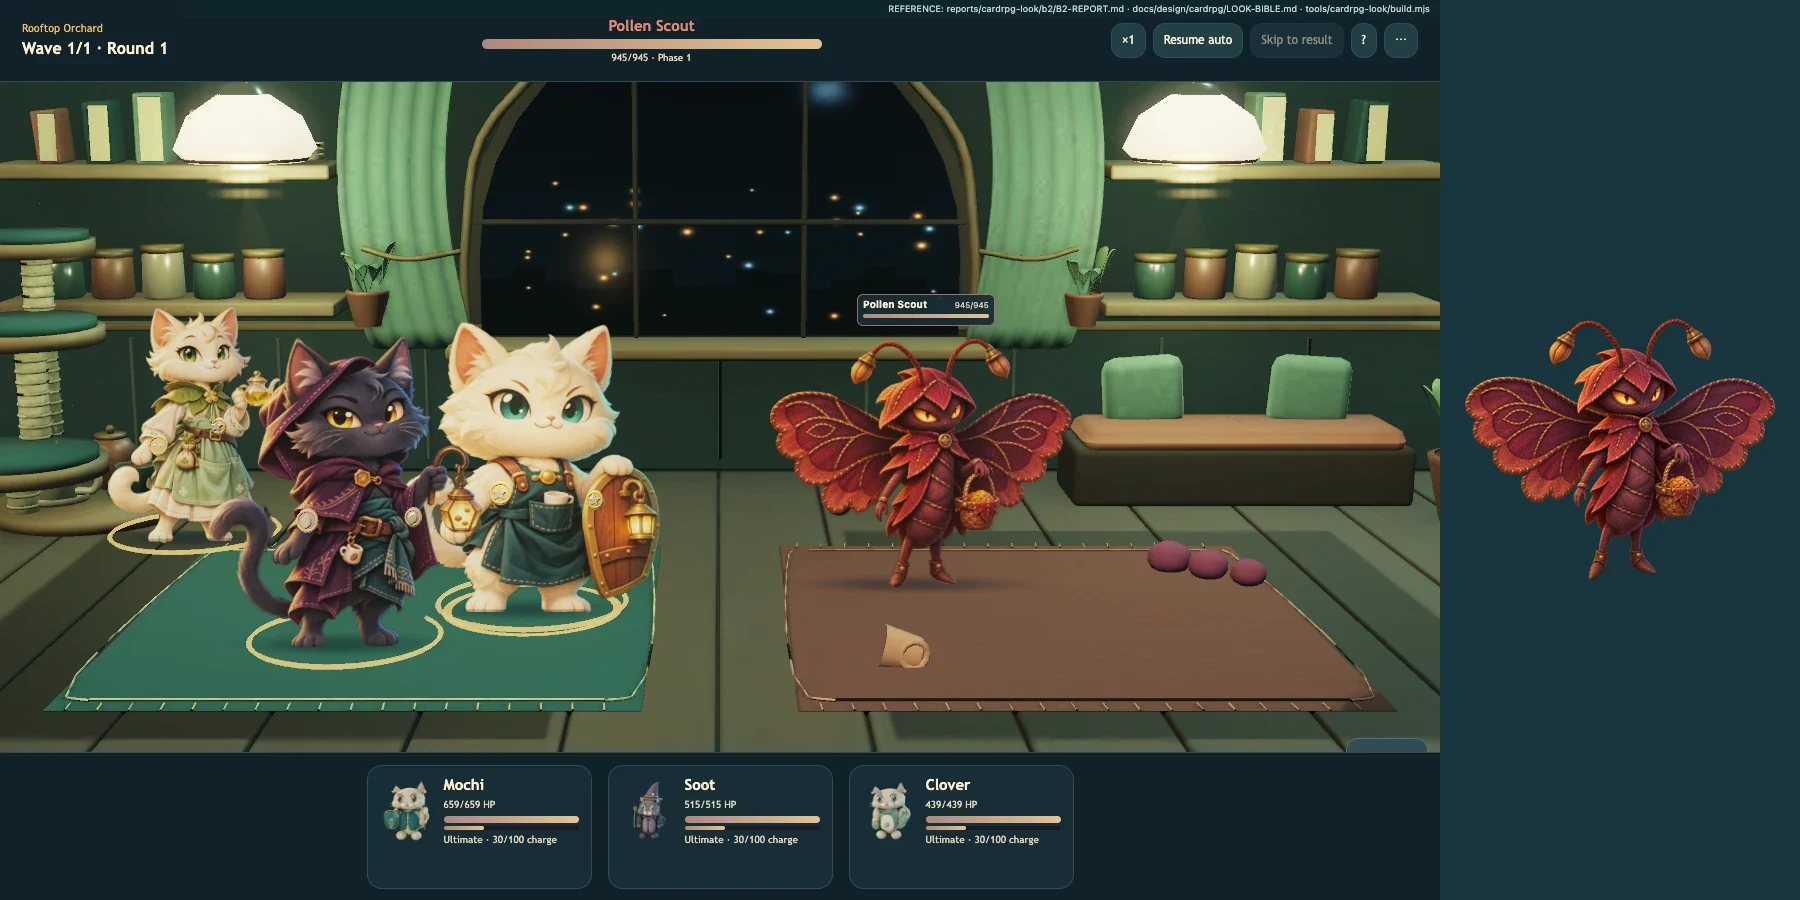 REFERENCE: reports/cardrpg-look/b2/B2-REPORT.md · docs/design/cardrpg/LOOK-BIBLE.md · tools/cardrpg-look/build.mjs
Rooftop Orchard
Wave 1/1 · Round 1
Pollen Scout
945/945 · Phase 1
×1
Resume auto
Skip to result
?
···
Pollen Scout 945/945
Mochi
659/659 HP
Ultimate · 30/100 charge
Soot
515/515 HP
Ultimate · 30/100 charge
Clover
439/439 HP
Ultimate · 30/100 charge